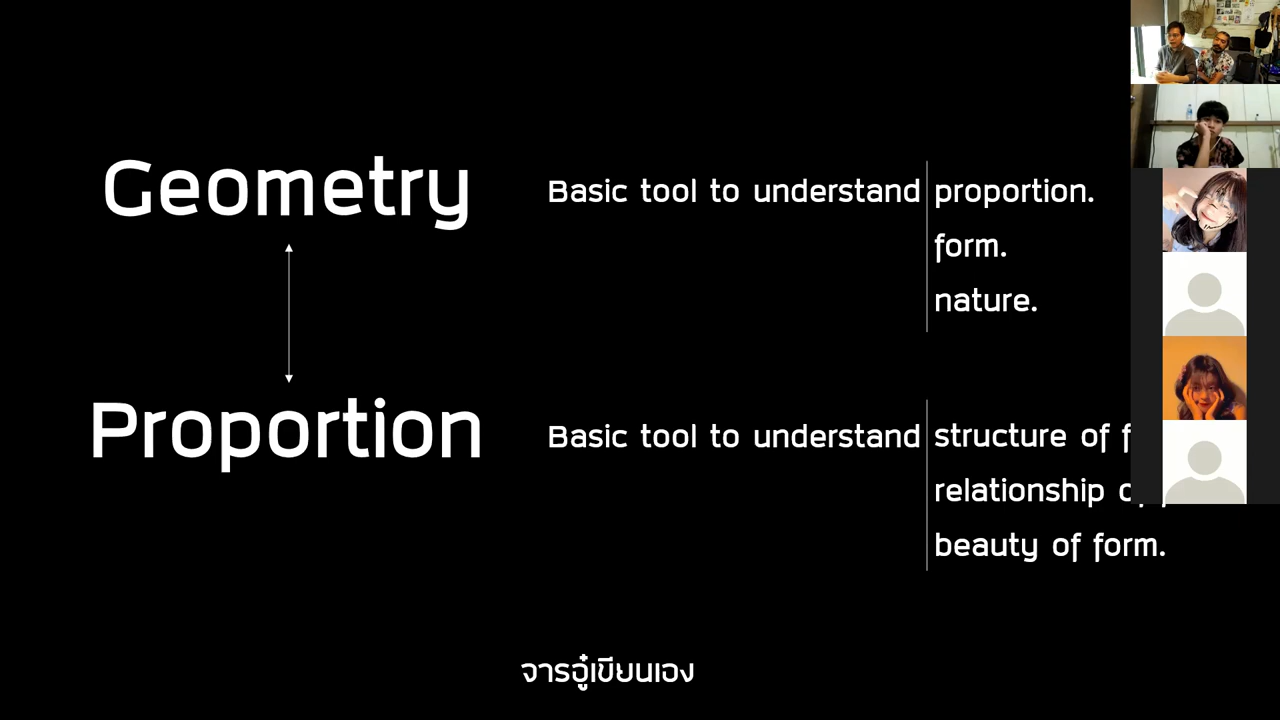 Geometry
Basic tool to understand
proportion.
form.
nature.
Proportion
Basic tool to understand
structure of
relationship
beauty of form.
จารอู๋เขียนเอง